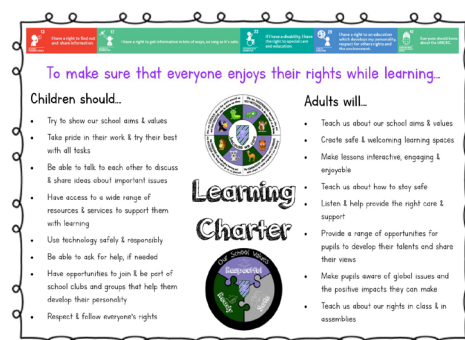 13
I have a right to find out
and share information.
17
I have a right to get information in lots of ways, so long as it's safe.
23
If I have a disability, I have
the right to special care
and education.
29
I have a right to an education
which develops my personality,
respect for others rights and
the environment.
42
Everyone should know
about the UNCRC.
To make sure that everyone enjoys their rights while learning...
Children should...
Try to show our school aims & values
Take pride in their work & try their best
with all tasks
Be able to talk to each other to discuss
& share ideas about important issues
Have access to a wide range of
resources & services to support them
with learning
Use technology safely & responsibly
Be able to ask for help, if needed
Have opportunities to join & be part of
school clubs and groups that help them
develop their personality
Respect & follow everyone's rights
Learning
Charter
Our School Values
Respectful
Ready
Safe
Adults will...
Teach us about our school aims & values
Create safe & welcoming learning spaces
Make lessons interactive, engaging &
enjoyable
Teach us about how to stay safe
Listen & help provide the right care &
support
Provide a range of opportunities for
pupils to develop their talents and share
their views
Make pupils aware of global issues and
the positive impacts they can make
Teach us about our rights in class & in
assemblies